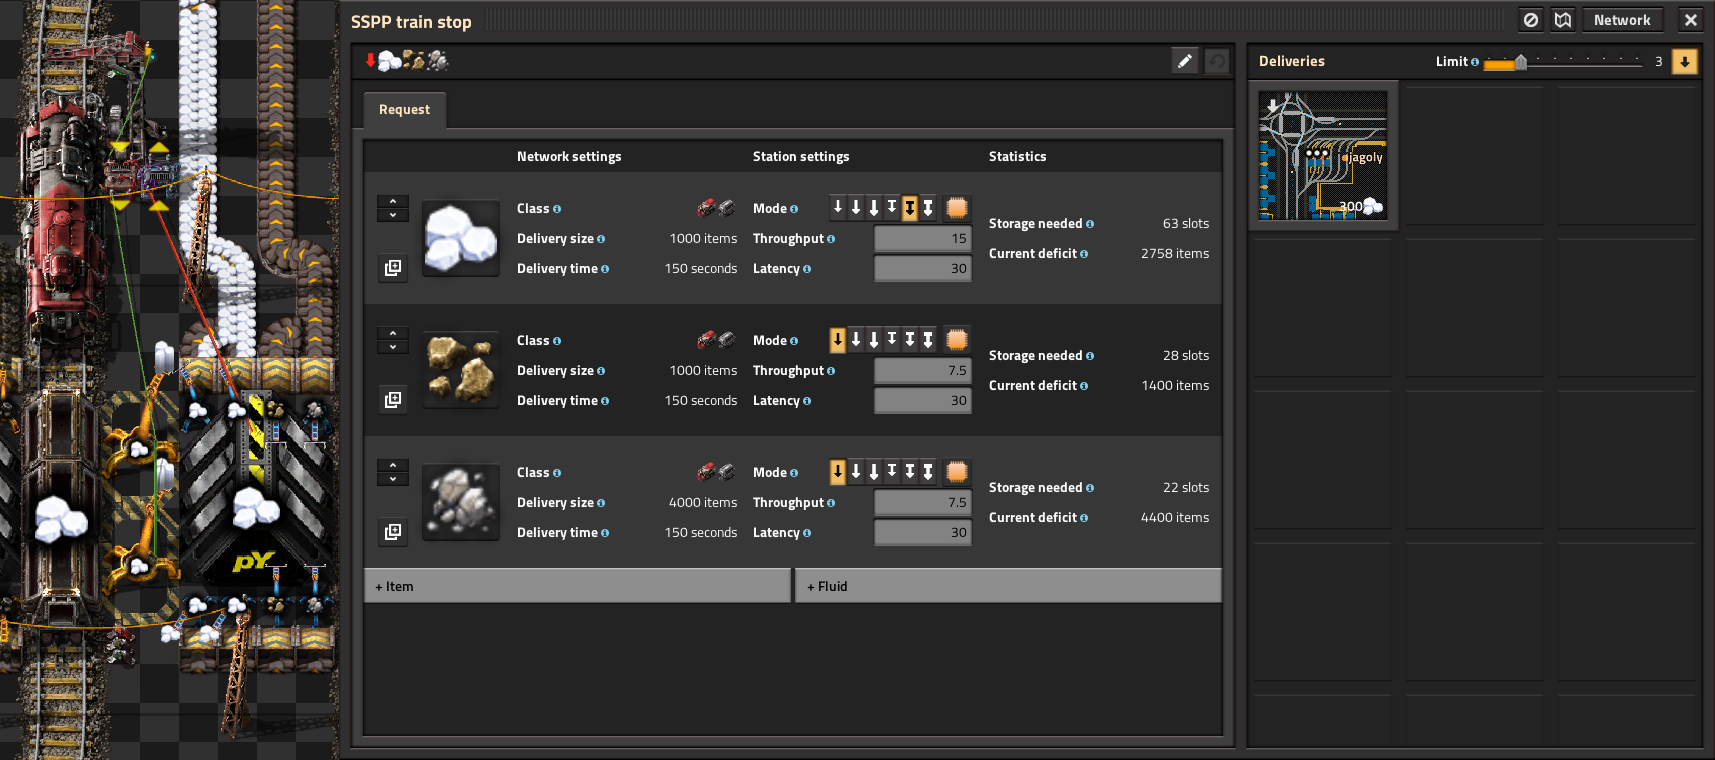 SSPP train stop
Network
Deliveries
Limit
3
Request
Network settings
Station settings
Statistics
Class
Mode
Delivery size
1000 items
Throughput
15
Delivery time
150 seconds
Latency
30
Storage needed
63 slots
Current deficit
2758 items
Class
Mode
Delivery size
1000 items
Throughput
7.5
Delivery time
150 seconds
Latency
30
Storage needed
28 slots
Current deficit
1400 items
Class
Mode
Delivery size
4000 items
Throughput
7.5
Delivery time
150 seconds
Latency
30
Storage needed
22 slots
Current deficit
4400 items
+ Item
+ Fluid
jagoly
300
pY